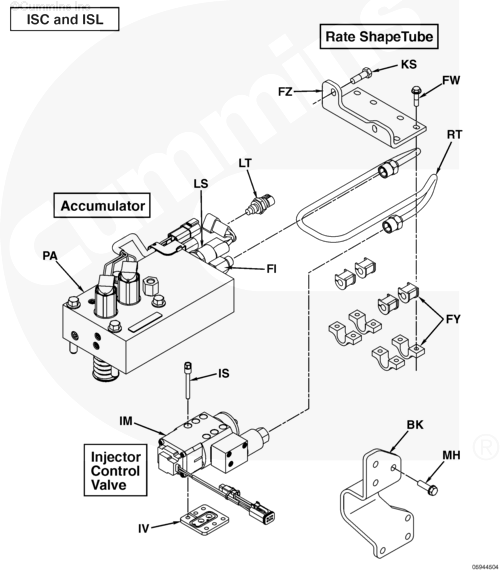 ©Cummins Inc
ISC and ISL
Rate ShapeTube
KS
FZ
FW
RT
LT
LS
Accumulator
PA
FI
FY
IS
IM
BK
Injector
Control
Valve
MH
IV
®
05944504
Cummins